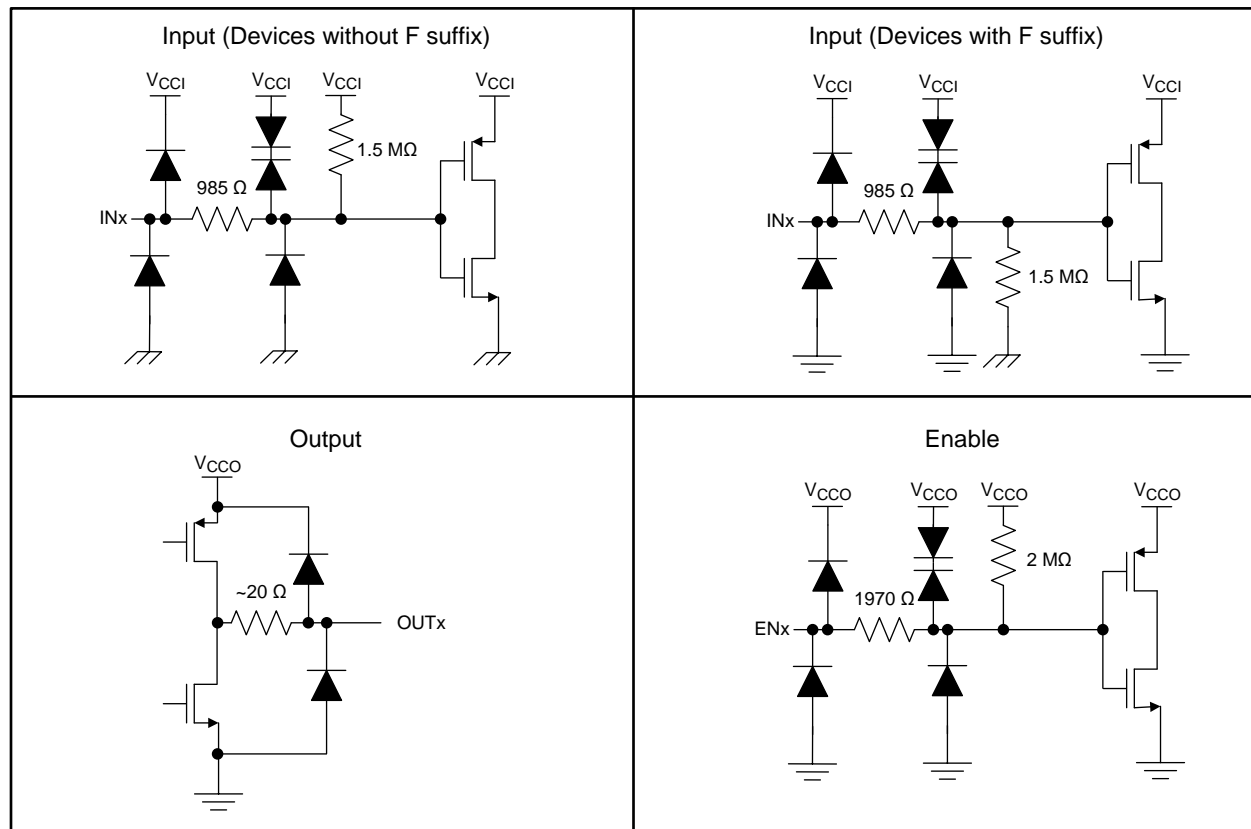 Input (Devices without F suffix)
VCCI VCCI VCCI VCCI
1.5 MΩ
985 Ω
INx
Input (Devices with F suffix)
VCCI VCCI VCCI
985 Ω
INx
1.5 MΩ
Output
VCCO
~20 Ω
OUTx
Enable
VCCO VCCO VCCO VCCO
2 MΩ
1970 Ω
ENx